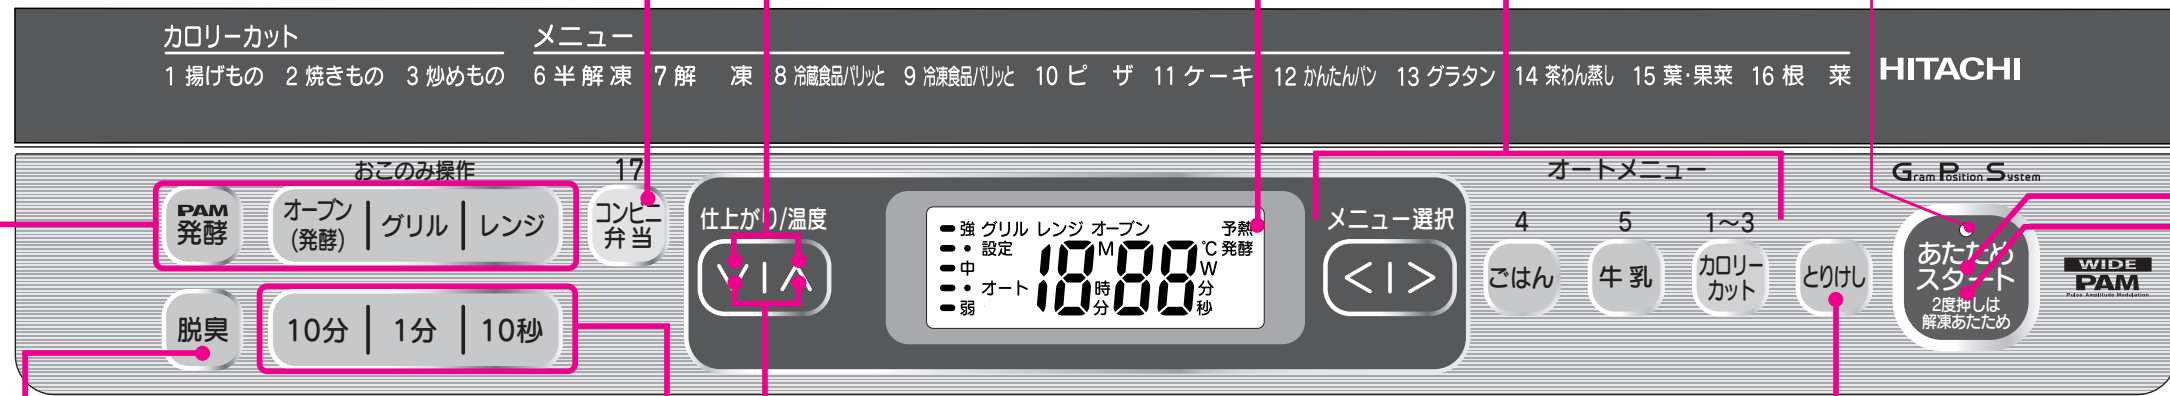 カロリーカット
メニュー
1 揚げもの 2 焼きもの 3 炒めもの 6 半解凍 7 解 凍 8 冷蔵食品パリッと 9 冷凍食品パリッと 10 ピ ザ 11 ケーキ 12 かんたんパン 13 グラタン 14 茶わん蒸し 15 葉・果菜 16 根 菜
HITACHI
おこのみ操作
PAM
発酵
オーブン
(発酵)
グリル
レンジ
17
コンビニ
弁当
脱臭
10分
1分
10秒
仕上がり/温度
強 グリル レンジ オーブン 予熱
設定 M ℃ 発酵
中 W
オート 18 時 88 分
弱 分 秒
メニュー選択
オートメニュー
4
ごはん
5
牛乳
1〜3
カロリー
カット
とりけし
Gram Position System
あたため
スタート
2度押しは
解凍あたため
WIDE
PAM
Pulse Amplitude Modulation